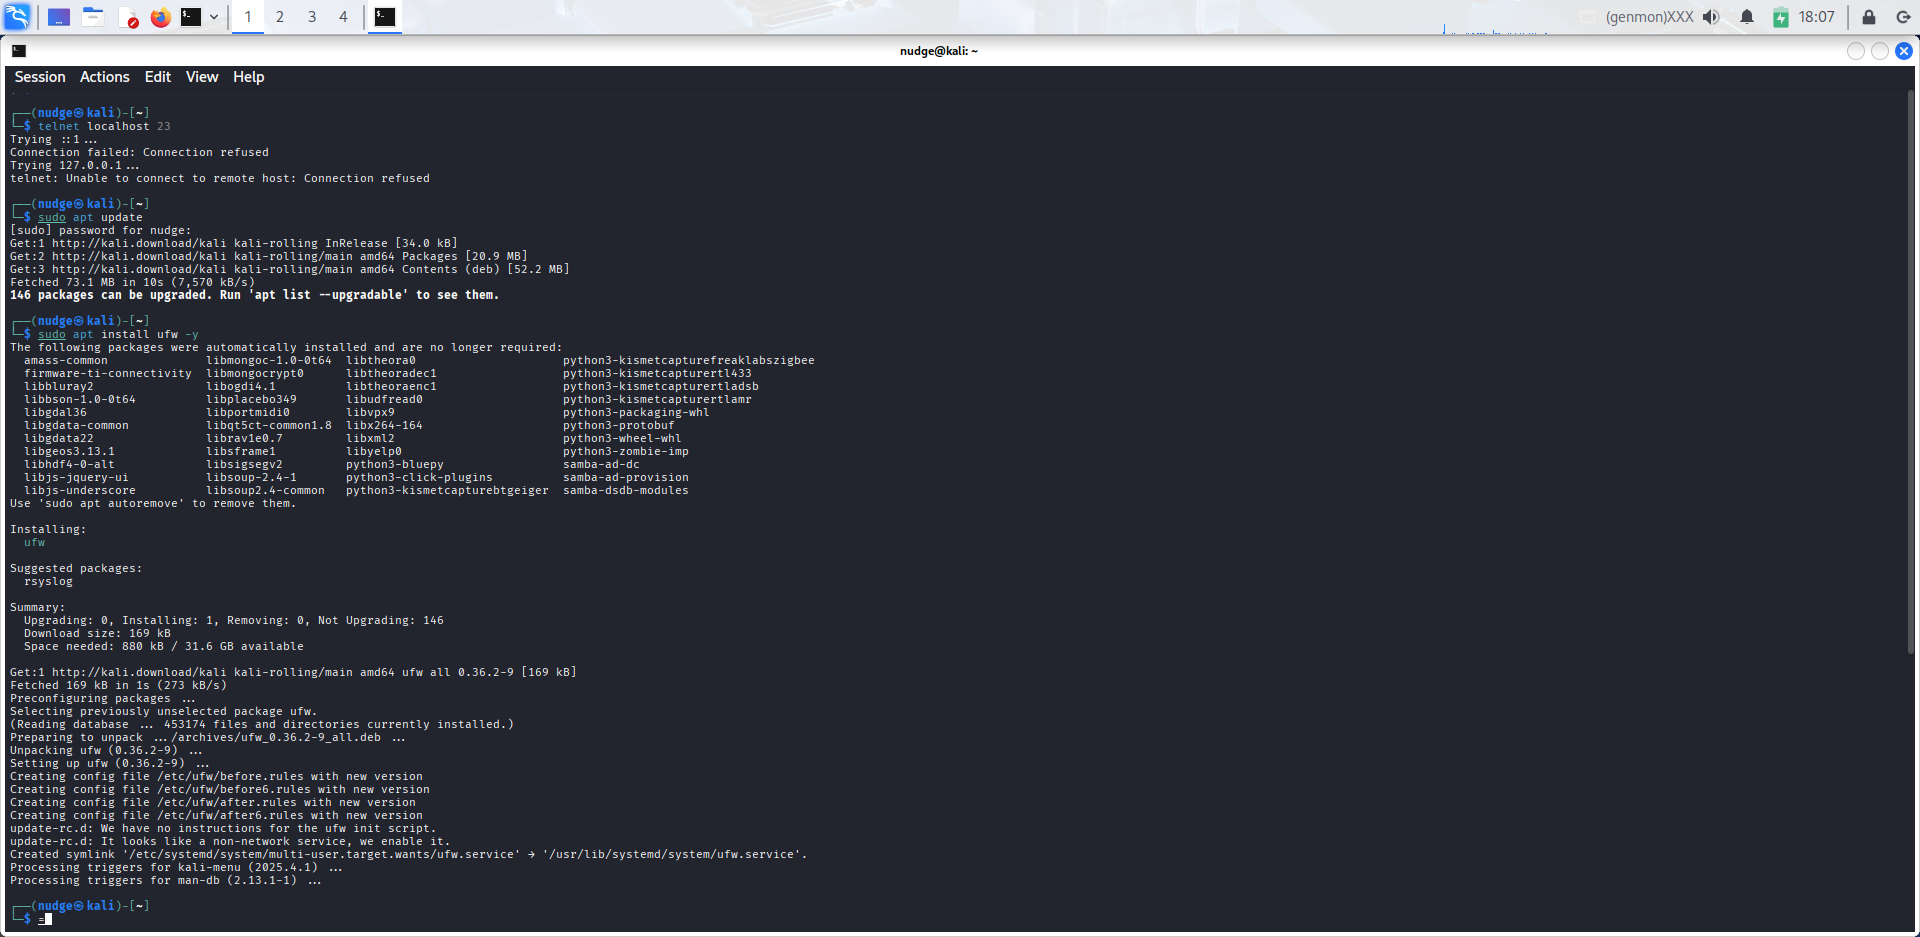 1 2 3 4 (genmon)XXX 18:07
nudge@kali: ~
Session Actions Edit View Help
┌──(nudge㉿kali)-[~]
└─$ telnet localhost 23
Trying ::1...
Connection failed: Connection refused
Trying 127.0.0.1...
telnet: Unable to connect to remote host: Connection refused
┌──(nudge㉿kali)-[~]
└─$ sudo apt update
[sudo] password for nudge:
Get:1 http://kali.download/kali kali-rolling InRelease [34.0 kB]
Get:2 http://kali.download/kali kali-rolling/main amd64 Packages [20.9 MB]
Get:3 http://kali.download/kali kali-rolling/main amd64 Contents (deb) [52.2 MB]
Fetched 73.1 MB in 10s (7,570 kB/s)
146 packages can be upgraded. Run 'apt list --upgradable' to see them.
┌──(nudge㉿kali)-[~]
└─$ sudo apt install ufw -y
The following packages were automatically installed and are no longer required:
amass-common libmongoc-1.0-0t64 libtheora0 python3-kismetcapturefreaklabszigbee
firmware-ti-connectivity libmongocrypt0 libtheoradec1 python3-kismetcapturertl433
libbluray2 libogdi4.1 libtheoraenc1 python3-kismetcapturertladsb
libbson-1.0-0t64 libplacebo349 libudfread0 python3-kismetcapturertlamr
libgdal36 libportmidi0 libvpx9 python3-packaging-whl
libgdata-common libqt5ct-common1.8 libx264-164 python3-protobuf
libgdata22 librav1e0.7 libxml2 python3-wheel-whl
libgeos3.13.1 libsframe1 libyelp0 python3-zombie-imp
libhdf4-0-alt libsigsegv2 python3-bluepy samba-ad-dc
libjs-jquery-ui libsoup-2.4-1 python3-click-plugins samba-ad-provision
libjs-underscore libsoup2.4-common python3-kismetcapturebtgeiger samba-dsdb-modules
Use 'sudo apt autoremove' to remove them.
Installing:
ufw
Suggested packages:
rsyslog
Summary:
Upgrading: 0, Installing: 1, Removing: 0, Not Upgrading: 146
Download size: 169 kB
Space needed: 880 kB / 31.6 GB available
Get:1 http://kali.download/kali kali-rolling/main amd64 ufw all 0.36.2-9 [169 kB]
Fetched 169 kB in 1s (273 kB/s)
Preconfiguring packages ...
Selecting previously unselected package ufw.
(Reading database ... 453174 files and directories currently installed.)
Preparing to unpack .../archives/ufw_0.36.2-9_all.deb ...
Unpacking ufw (0.36.2-9) ...
Setting up ufw (0.36.2-9) ...
Creating config file /etc/ufw/before.rules with new version
Creating config file /etc/ufw/before6.rules with new version
Creating config file /etc/ufw/after.rules with new version
Creating config file /etc/ufw/after6.rules with new version
update-rc.d: We have no instructions for the ufw init script.
update-rc.d: It looks like a non-network service, we enable it.
Created symlink '/etc/systemd/system/multi-user.target.wants/ufw.service' → '/usr/lib/systemd/system/ufw.service'.
Processing triggers for kali-menu (2025.4.1) ...
Processing triggers for man-db (2.13.1-1) ...
┌──(nudge㉿kali)-[~]
└─$ =